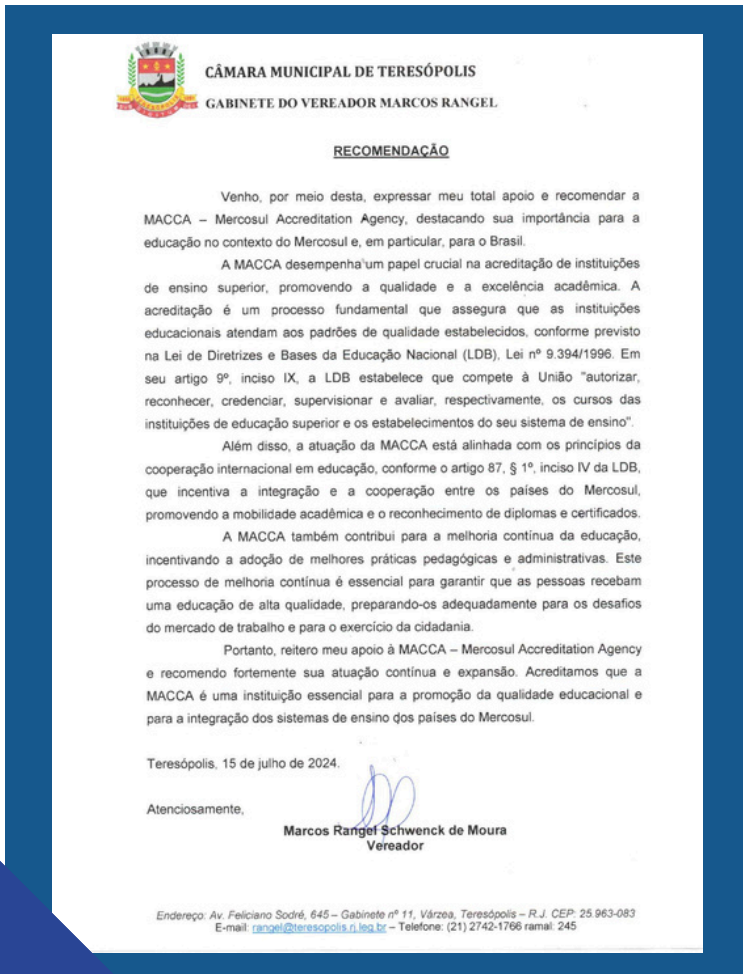 CÂMARA MUNICIPAL DE TERESÓPOLIS
GABINETE DO VEREADOR MARCOS RANGEL
RECOMENDAÇÃO
Venho, por meio desta, expressar meu total apoio e recomendar a
MACCA – Mercosul Accreditation Agency, destacando sua importância para a
educação no contexto do Mercosul e, em particular, para o Brasil.
A MACCA desempenha um papel crucial na acreditação de instituições
de ensino superior, promovendo a qualidade e a excelência acadêmica. A
acreditação é um processo fundamental que assegura que as instituições
educacionais atendam aos padrões de qualidade estabelecidos, conforme previsto
na Lei de Diretrizes e Bases da Educação Nacional (LDB), Lei nº 9.394/1996. Em
seu artigo 9º, inciso IX, a LDB estabelece que compete à União "autorizar,
reconhecer, credenciar, supervisionar e avaliar, respectivamente, os cursos das
instituições de educação superior e os estabelecimentos do seu sistema de ensino".
Além disso, a atuação da MACCA está alinhada com os princípios da
cooperação internacional em educação, conforme o artigo 87, § 1º, inciso IV da LDB,
que incentiva a integração e a cooperação entre os países do Mercosul,
promovendo a mobilidade acadêmica e o reconhecimento de diplomas e certificados.
A MACCA também contribui para a melhoria contínua da educação,
incentivando a adoção de melhores práticas pedagógicas e administrativas. Este
processo de melhoria contínua é essencial para garantir que as pessoas recebam
uma educação de alta qualidade, preparando-os adequadamente para os desafios
do mercado de trabalho e para o exercício da cidadania.
Portanto, reitero meu apoio à MACCA – Mercosul Accreditation Agency
e recomendo fortemente sua atuação contínua e expansão. Acreditamos que a
MACCA é uma instituição essencial para a promoção da qualidade educacional e
para a integração dos sistemas de ensino dos países do Mercosul.
Teresópolis, 15 de julho de 2024.
Atenciosamente,
Marcos Rangel Schwenck de Moura
Vereador
Endereço: Av. Feliciano Sodré, 645 – Gabinete nº 11, Várzea, Teresópolis – R.J. CEP: 25.963-083
E-mail: rangel@teresopolis.rj.leg.br – Telefone: (21) 2742-1766 ramal: 245